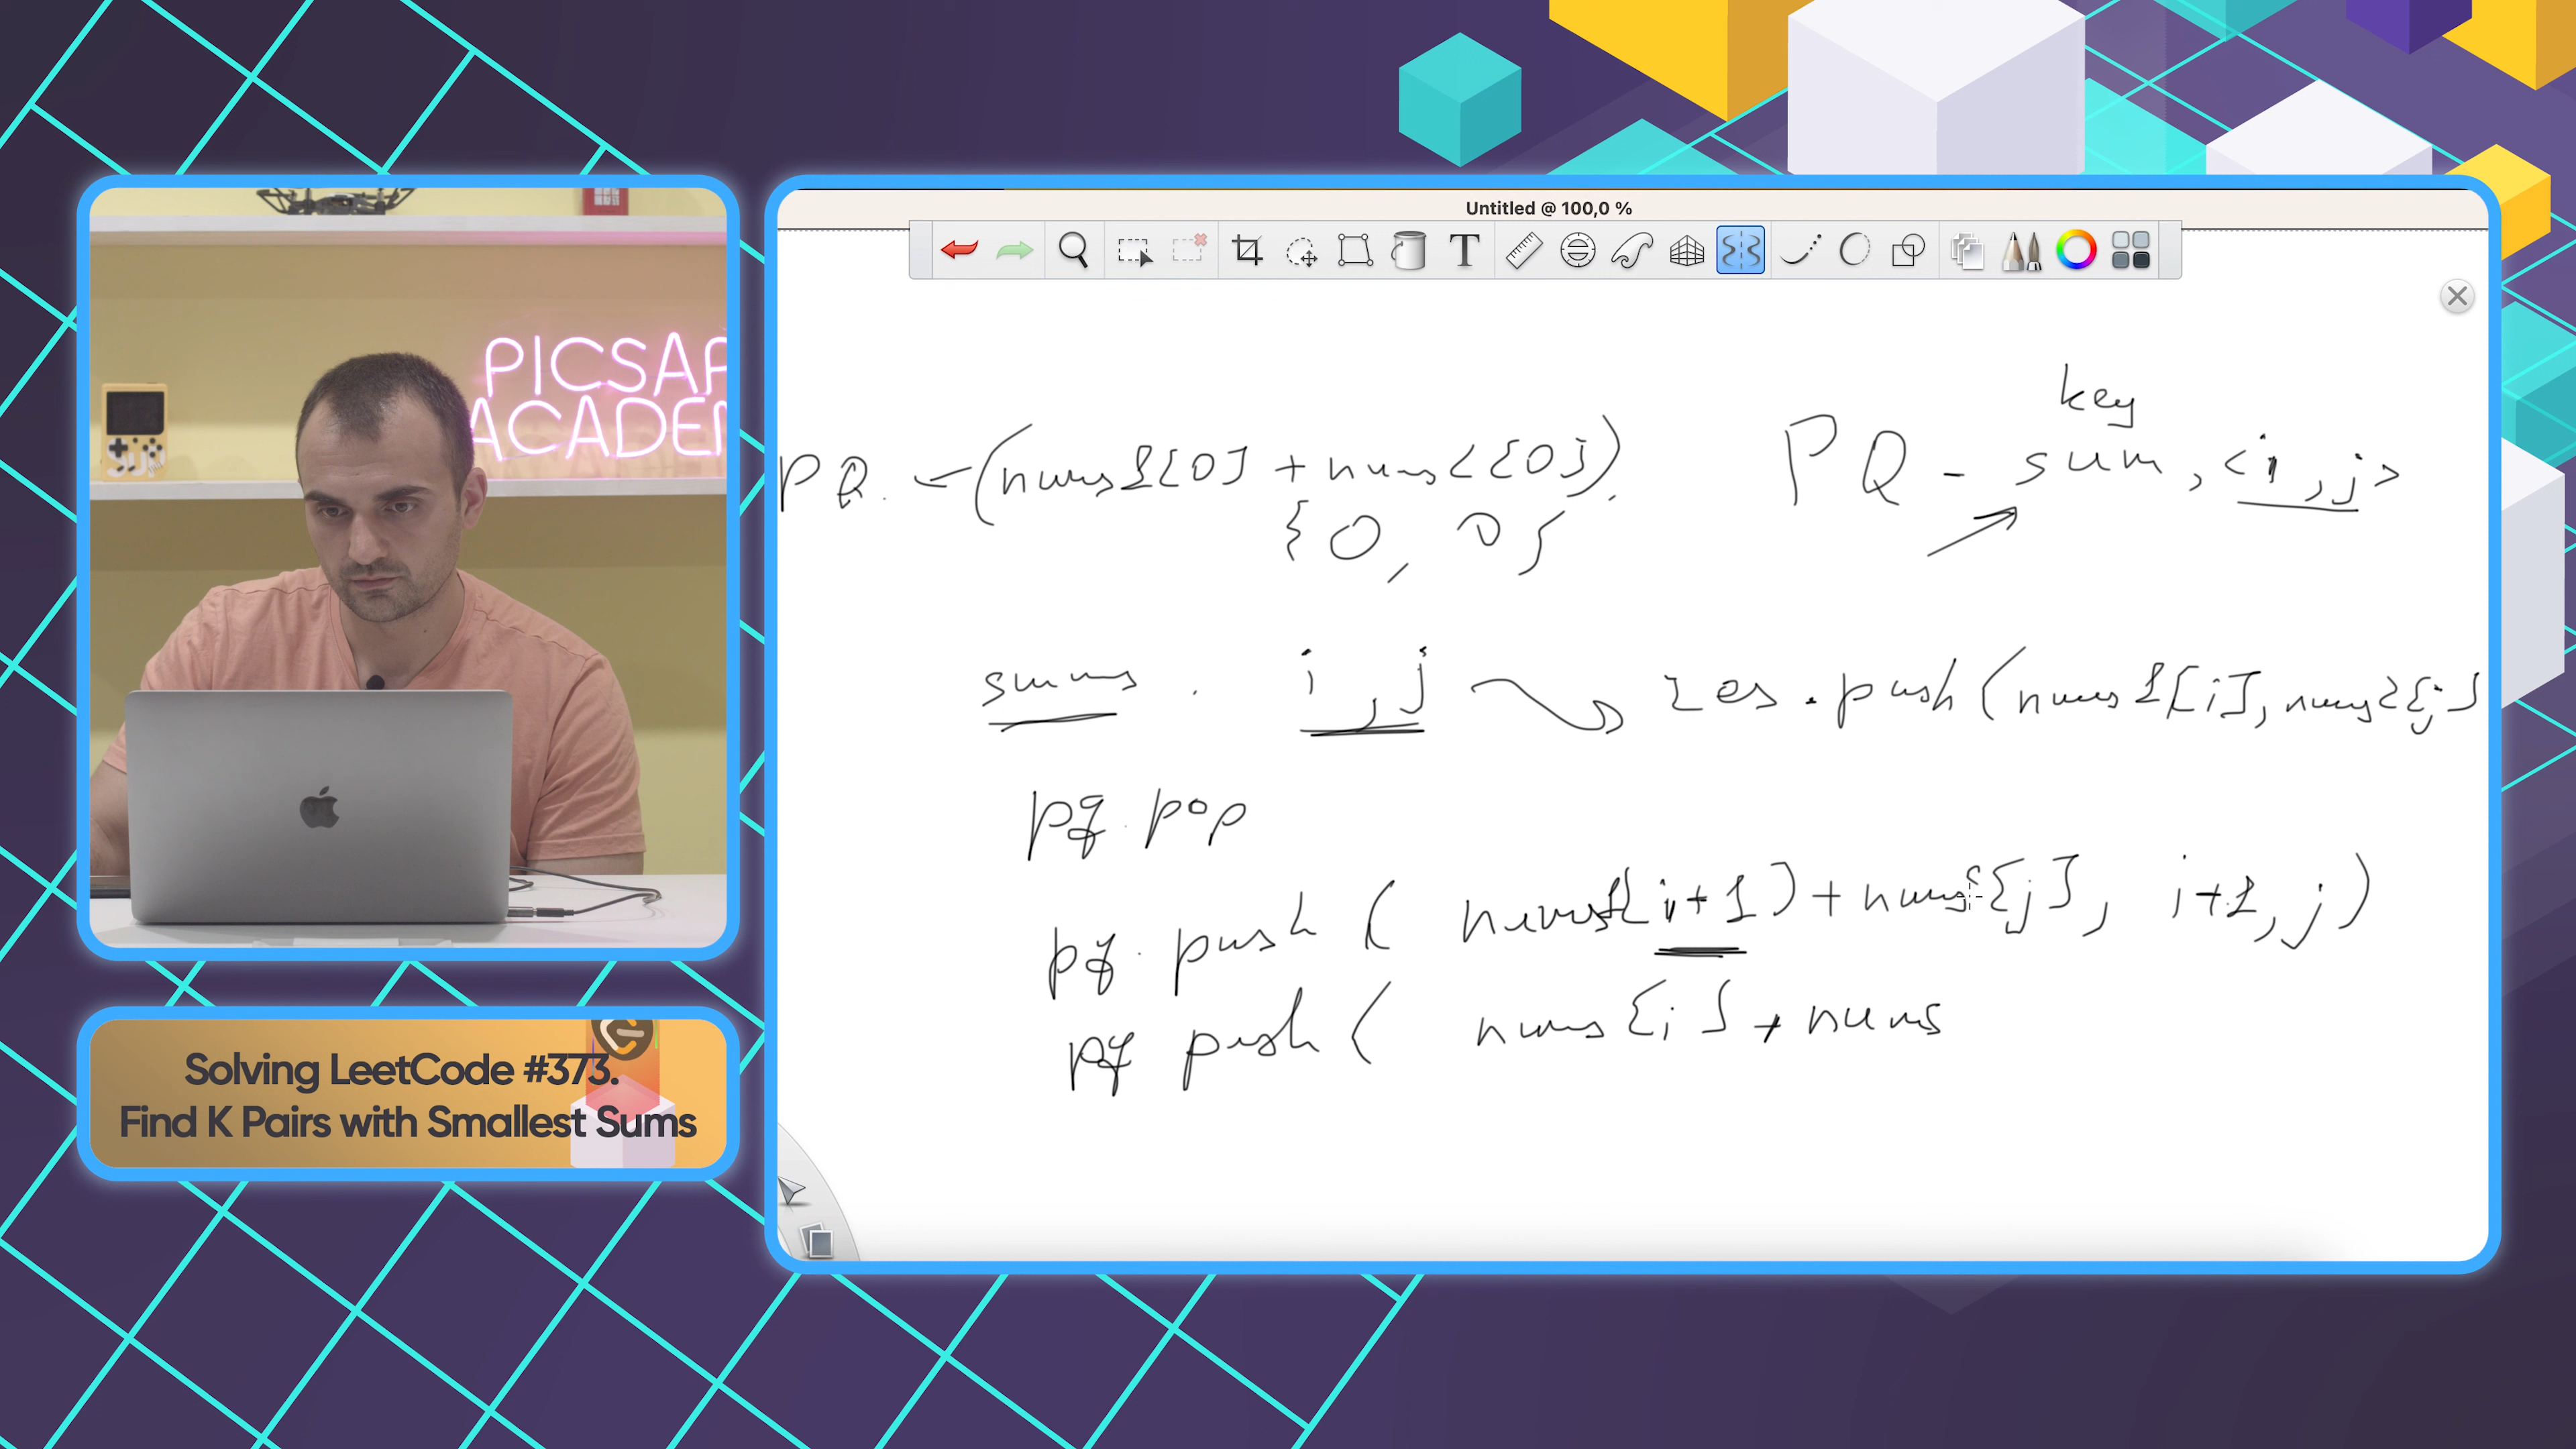 PICSAR
ACADEM
SUP
Solving LeetCode #373.
Find K Pairs with Smallest Sums
Untitled @ 100,0 %
T
key
PQ ← (nums1[0] + nums2[0]).
{0, 0}
PQ - sum, <i, j>
sums . i, j → res.push(nums1[i], nums2[j]
pq.pop
pq.push( nums1[i+1] + nums2[j], i+1, j)
pq push( nums[i] + nums